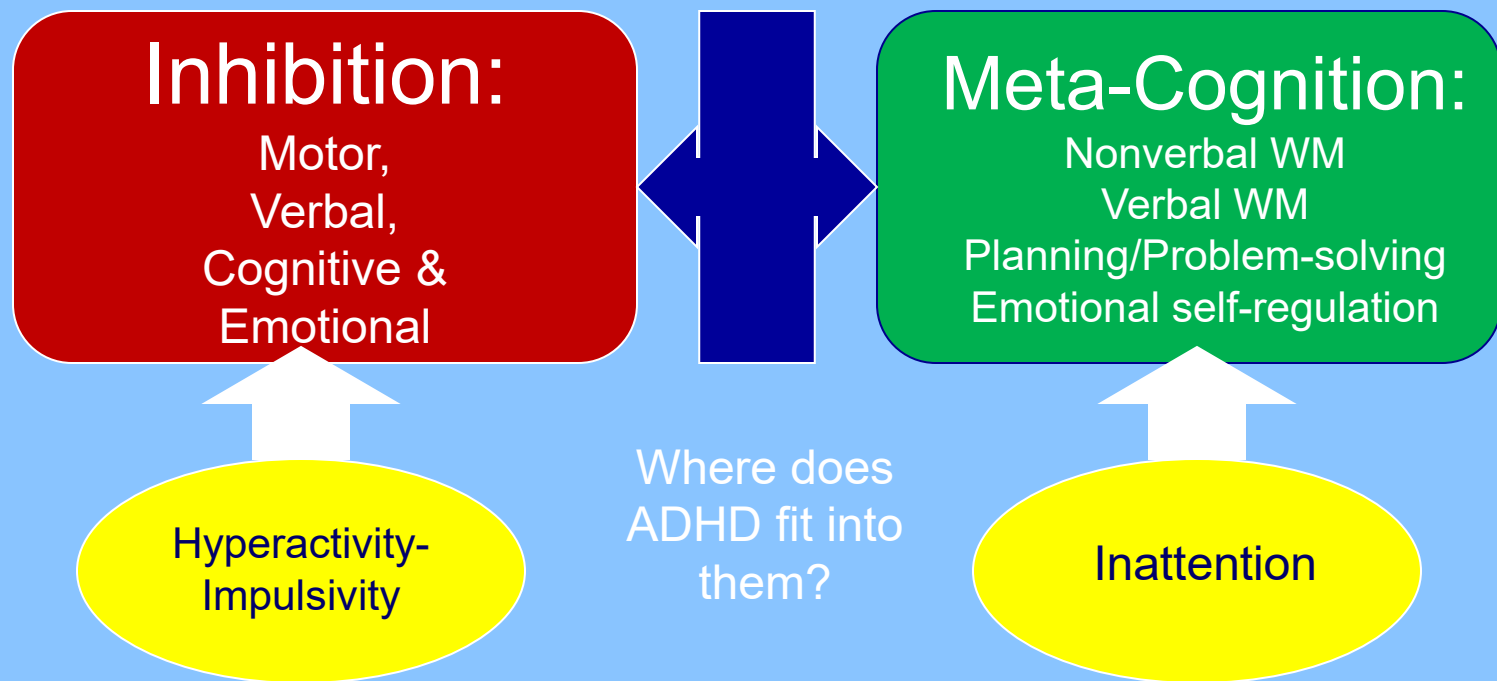 Inhibition:
Motor,
Verbal,
Cognitive &
Emotional
Meta-Cognition:
Nonverbal WM
Verbal WM
Planning/Problem-solving
Emotional self-regulation
Hyperactivity-
Impulsivity
Where does
ADHD fit into
them?
Inattention